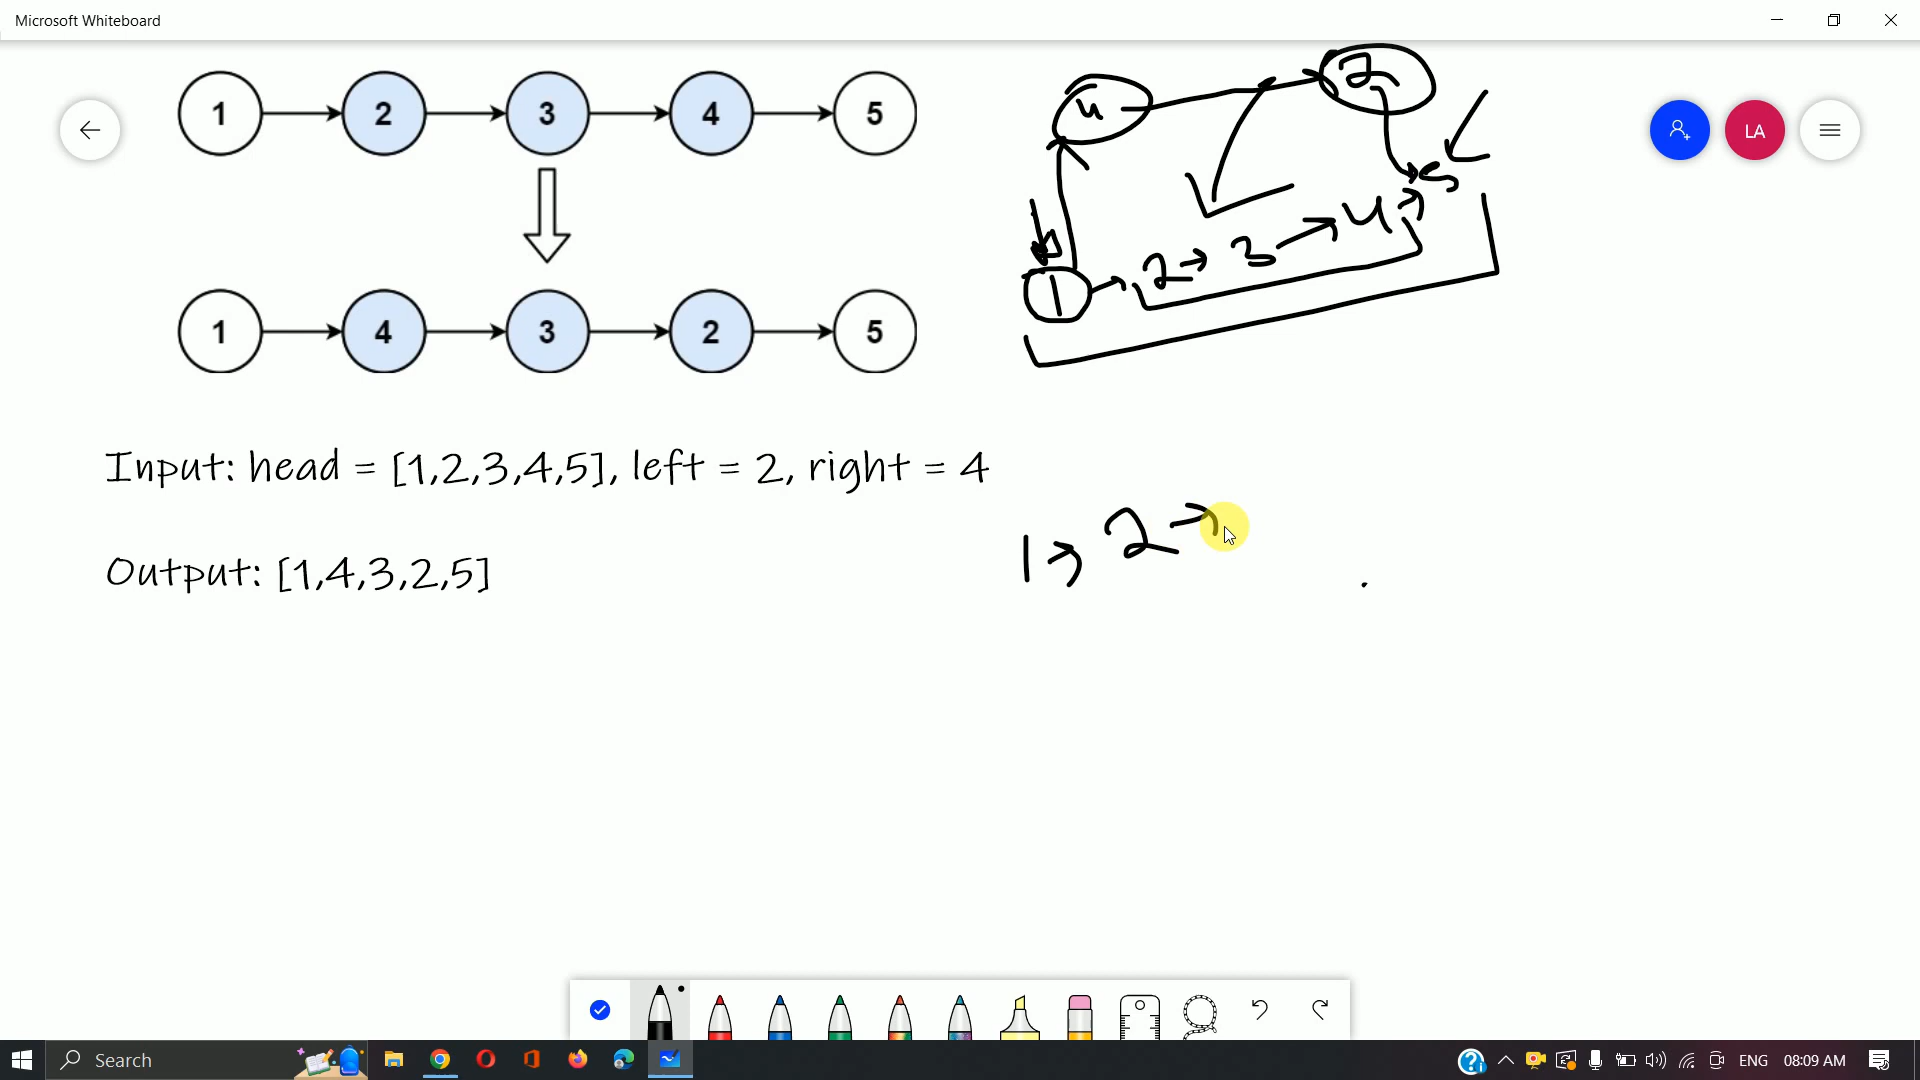 Microsoft Whiteboard
1 2 3 4 5
1 4 3 2 5
4 → 2
1 → 2 → 3 → 4 → 5
LA
Input: head = [1,2,3,4,5], left = 2, right = 4
Output: [1,4,3,2,5]
1 → 2 →
Search
ENG 08:09 AM